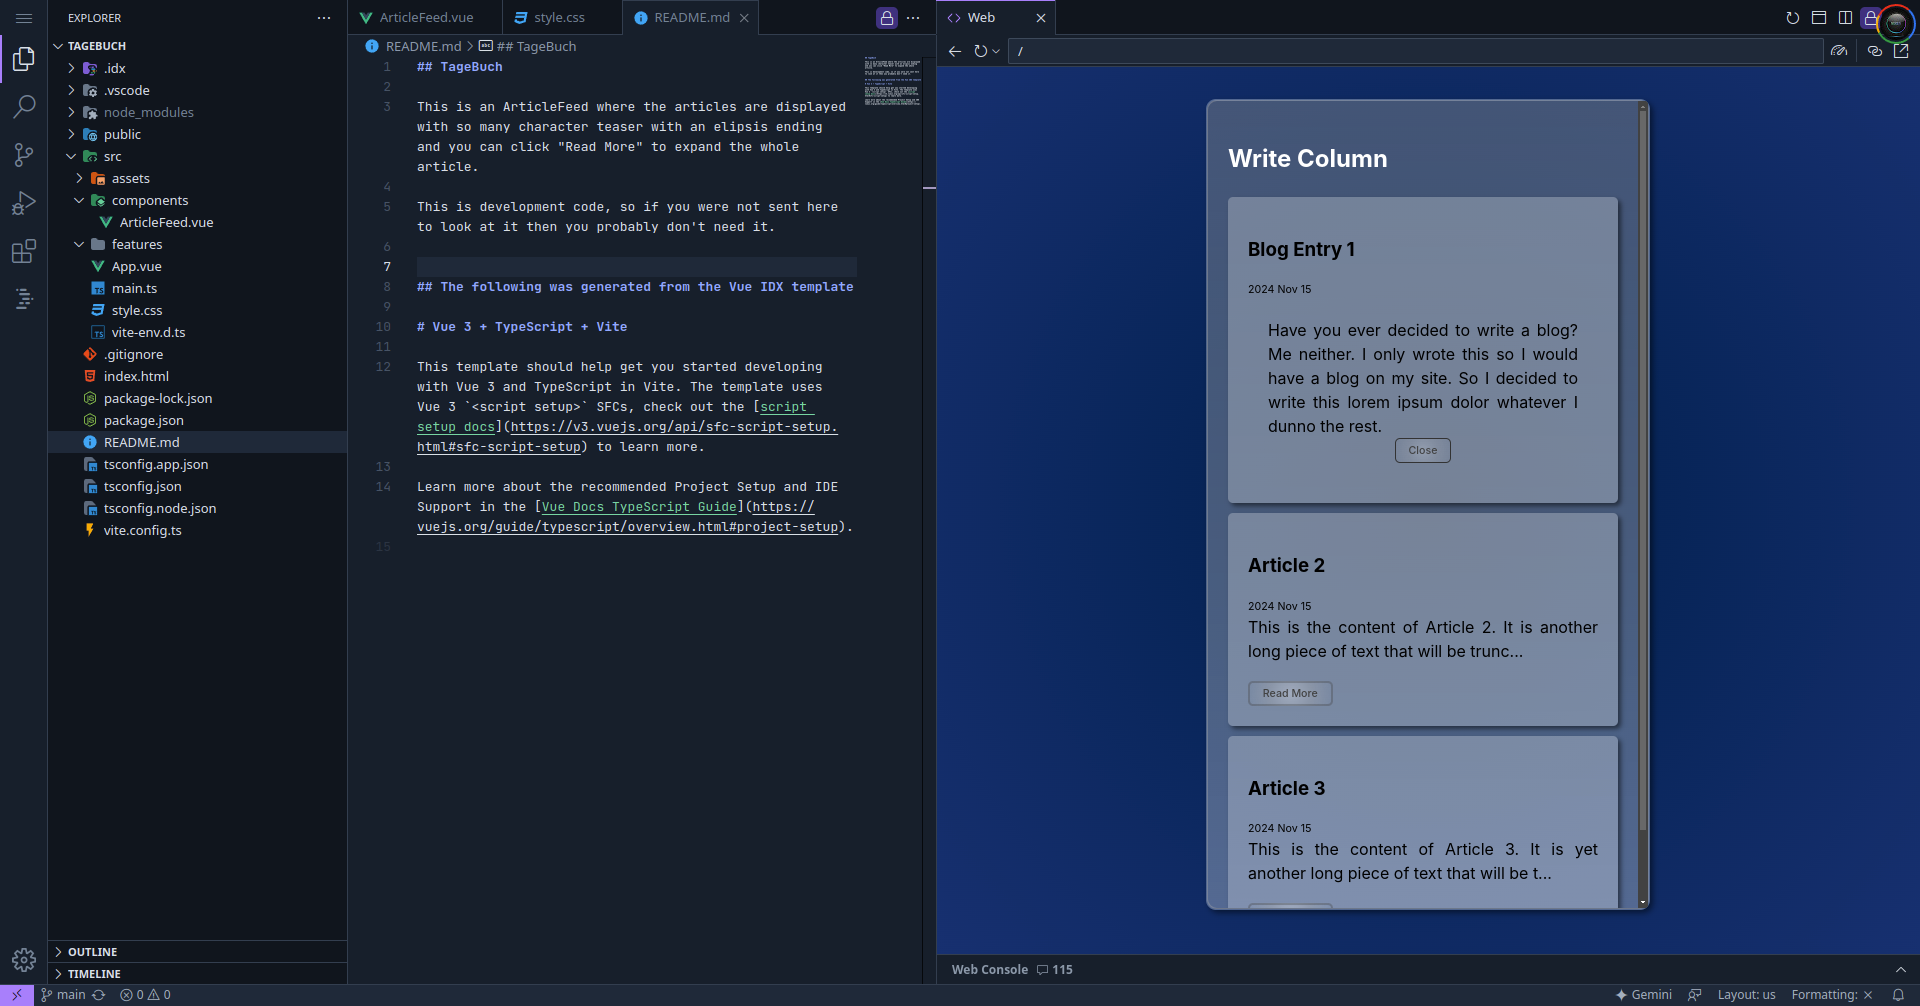 EXPLORER
TAGEBUCH
.idx
.vscode
node_modules
public
src
assets
components
ArticleFeed.vue
features
App.vue
main.ts
style.css
vite-env.d.ts
.gitignore
index.html
package-lock.json
package.json
README.md
tsconfig.app.json
tsconfig.json
tsconfig.node.json
vite.config.ts
OUTLINE
TIMELINE
ArticleFeed.vue
style.css
README.md
README.md > ## TageBuch
1 ## TageBuch
2
3 This is an ArticleFeed where the articles are displayed
with so many character teaser with an elipsis ending
and you can click "Read More" to expand the whole
article.
4
5 This is development code, so if you were not sent here
to look at it then you probably don't need it.
6
7
8 ## The following was generated from the Vue IDX template
9
10 # Vue 3 + TypeScript + Vite
11
12 This template should help get you started developing
with Vue 3 and TypeScript in Vite. The template uses
Vue 3 `<script setup>` SFCs, check out the [script
setup docs](https://v3.vuejs.org/api/sfc-script-setup.
html#sfc-script-setup) to learn more.
13
14 Learn more about the recommended Project Setup and IDE
Support in the [Vue Docs TypeScript Guide](https://
vuejs.org/guide/typescript/overview.html#project-setup).
15
Web
/
Write Column
Blog Entry 1
2024 Nov 15
Have you ever decided to write a blog?
Me neither. I only wrote this so I would
have a blog on my site. So I decided to
write this lorem ipsum dolor whatever I
dunno the rest.
Close
Article 2
2024 Nov 15
This is the content of Article 2. It is another
long piece of text that will be trunc...
Read More
Article 3
2024 Nov 15
This is the content of Article 3. It is yet
another long piece of text that will be t...
Web Console 115
main 0 0
Gemini Layout: us Formatting: